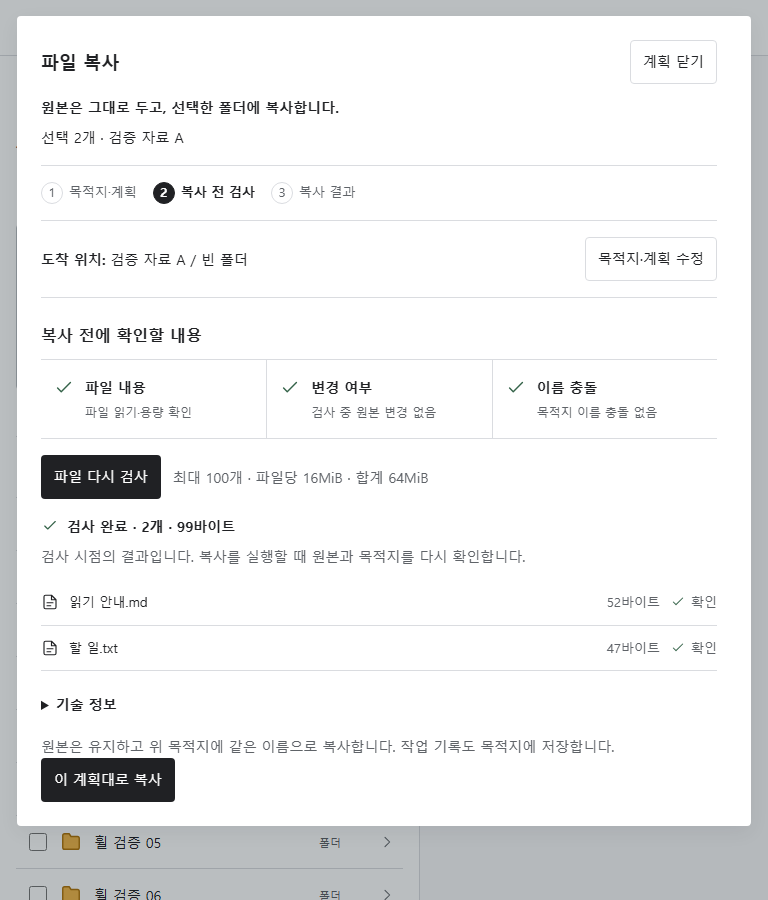 파일 복사
계획 닫기
원본은 그대로 두고, 선택한 폴더에 복사합니다.
선택 2개 · 검증 자료 A
1 목적지·계획 2 복사 전 검사 3 복사 결과
도착 위치: 검증 자료 A / 빈 폴더
목적지·계획 수정
복사 전에 확인할 내용
파일 내용
파일 읽기·용량 확인
변경 여부
검사 중 원본 변경 없음
이름 충돌
목적지 이름 충돌 없음
파일 다시 검사 최대 100개 · 파일당 16MiB · 합계 64MiB
검사 완료 · 2개 · 99바이트
검사 시점의 결과입니다. 복사를 실행할 때 원본과 목적지를 다시 확인합니다.
읽기 안내.md 52바이트 확인
할 일.txt 47바이트 확인
기술 정보
원본은 유지하고 위 목적지에 같은 이름으로 복사합니다. 작업 기록도 목적지에 저장합니다.
이 계획대로 복사
휠 검증 05 폴더
휠 검증 06 폴더